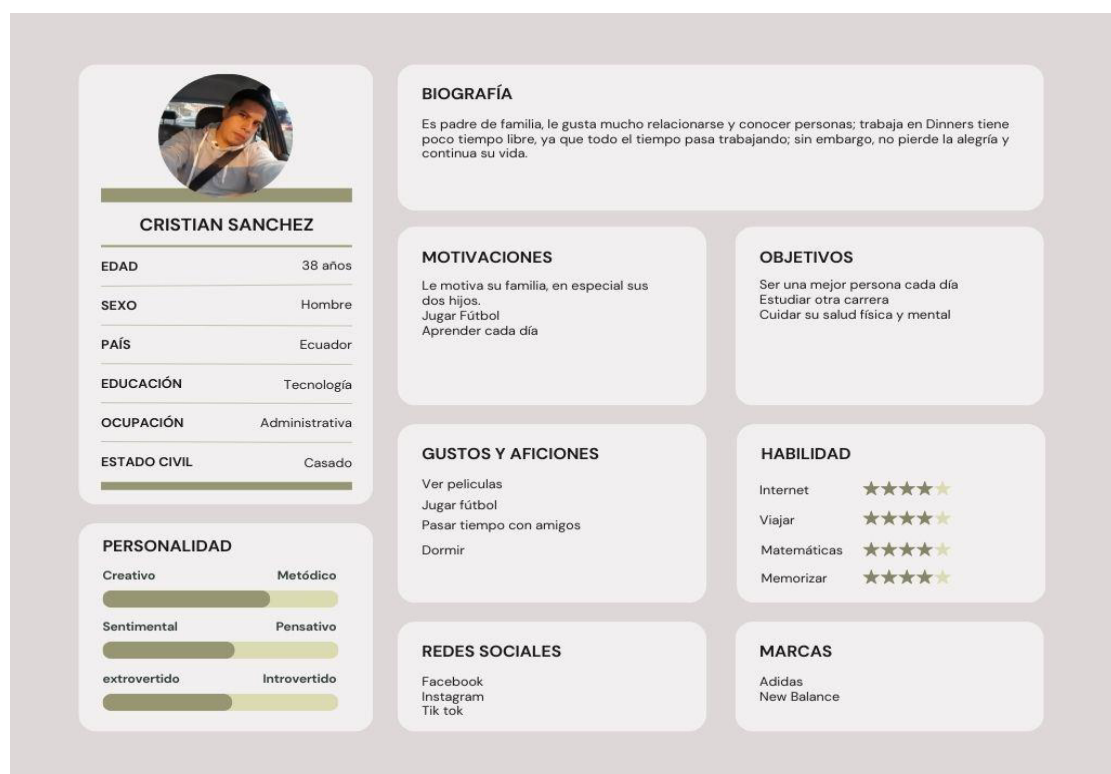 CRISTIAN SANCHEZ
EDAD 38 años
SEXO Hombre
PAÍS Ecuador
EDUCACIÓN Tecnología
OCUPACIÓN Administrativa
ESTADO CIVIL Casado
PERSONALIDAD
Creativo Metódico
Sentimental Pensativo
extrovertido Introvertido
BIOGRAFÍA
Es padre de familia, le gusta mucho relacionarse y conocer personas; trabaja en Dinners tiene
poco tiempo libre, ya que todo el tiempo pasa trabajando; sin embargo, no pierde la alegría y
continua su vida.
MOTIVACIONES
Le motiva su familia, en especial sus
dos hijos.
Jugar Fútbol
Aprender cada día
OBJETIVOS
Ser una mejor persona cada día
Estudiar otra carrera
Cuidar su salud física y mental
GUSTOS Y AFICIONES
Ver peliculas
Jugar fútbol
Pasar tiempo con amigos
Dormir
HABILIDAD
Internet
Viajar
Matemáticas
Memorizar
REDES SOCIALES
Facebook
Instagram
Tik tok
MARCAS
Adidas
New Balance